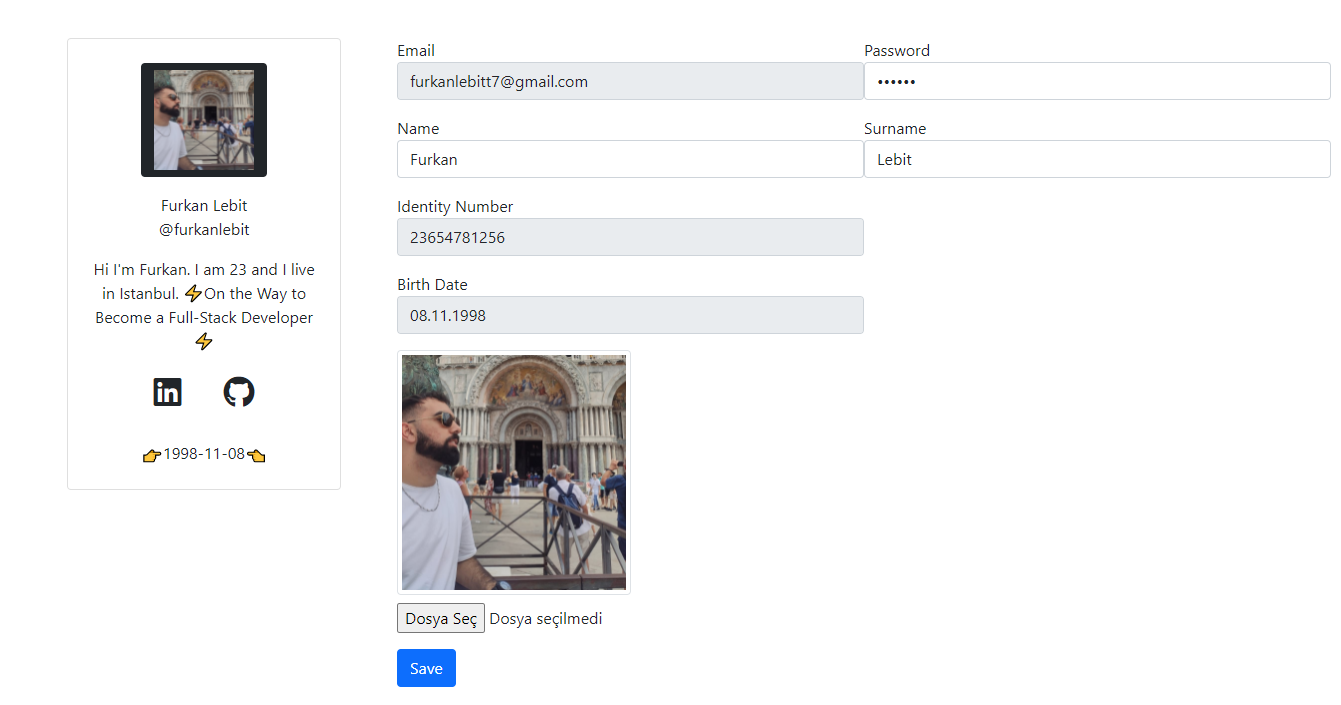 Furkan Lebit
@furkanlebit
Hi I'm Furkan. I am 23 and I live
in Istanbul. ⚡On the Way to
Become a Full-Stack Developer
⚡
in
👉1998-11-08👈
Email
furkanlebitt7@gmail.com
Password
••••••
Name
Furkan
Surname
Lebit
Identity Number
23654781256
Birth Date
08.11.1998
Dosya Seç Dosya seçilmedi
Save